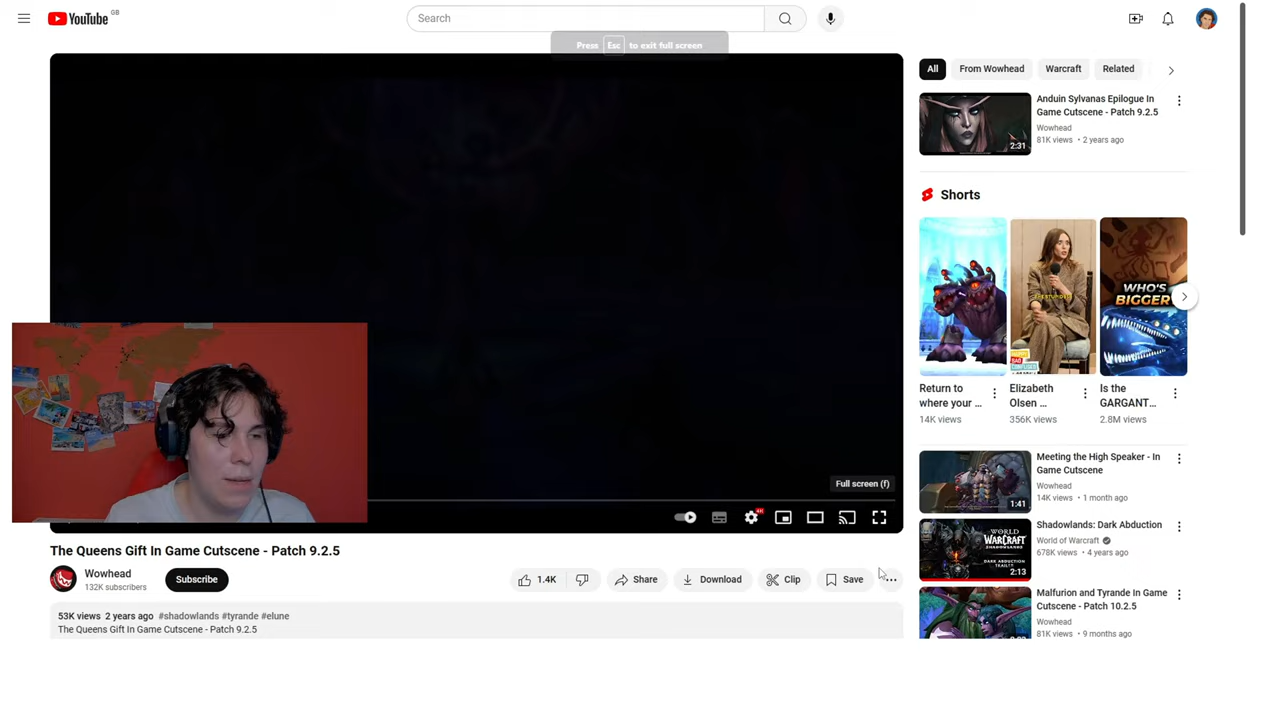 YouTube GB
Search
Press Esc to exit full screen
All
From Wowhead
Warcraft
Related
Anduin Sylvanas Epilogue In
Game Cutscene - Patch 9.2.5
Wowhead
81K views • 2 years ago
2:31
Shorts
WHO'S
BIGGER
Return to
where your ...
14K views
Elizabeth
Olsen ...
356K views
Is the
GARGANT...
2.8M views
Meeting the High Speaker - In
Game Cutscene
Wowhead
14K views • 1 month ago
1:41
Full screen (f)
Shadowlands: Dark Abduction
World of Warcraft
678K views • 4 years ago
WORLD
WARCRAFT
SHADOWLANDS
DARK ABDUCTION
2:13
The Queens Gift In Game Cutscene - Patch 9.2.5
Wowhead
132K subscribers
Subscribe
1.4K
Share
Download
Clip
Save
...
Malfurion and Tyrande In Game
Cutscene - Patch 10.2.5
Wowhead
81K views • 9 months ago
53K views 2 years ago #shadowlands #tyrande #elune
The Queens Gift In Game Cutscene - Patch 9.2.5